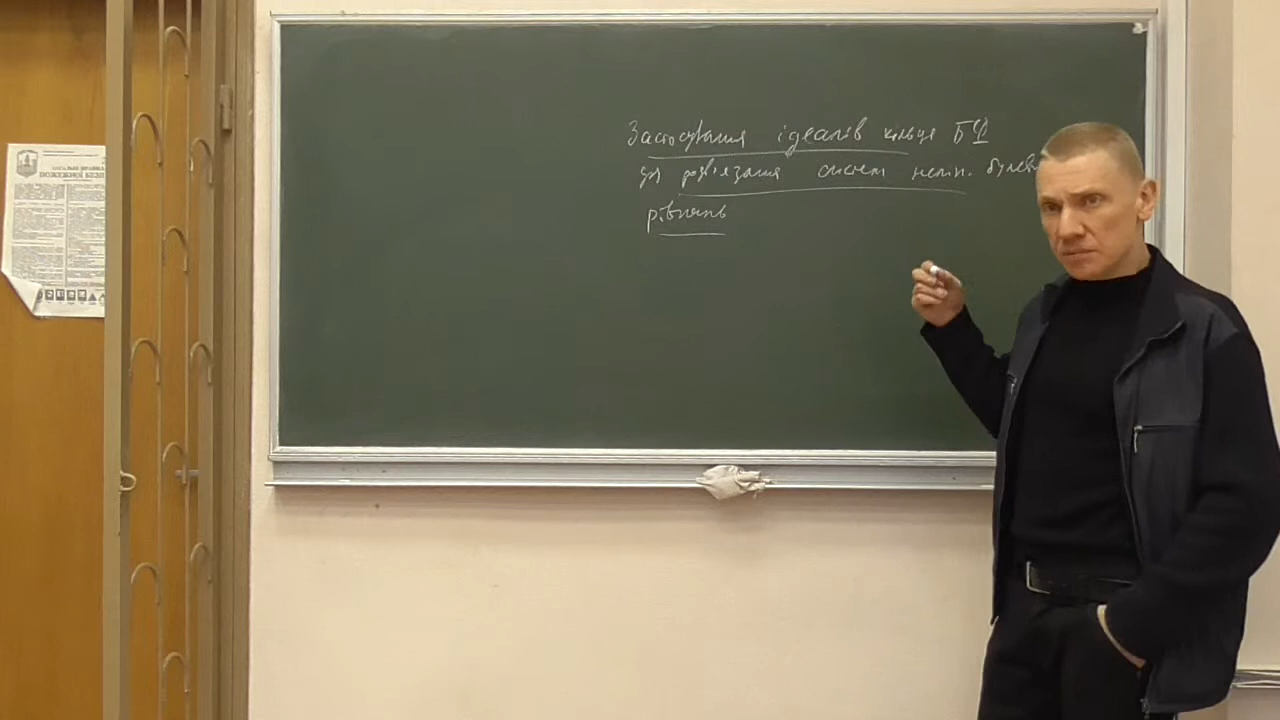 Застосування ідеалів кільця БФ
для розв'язання систем нелін. булев
рівнянь